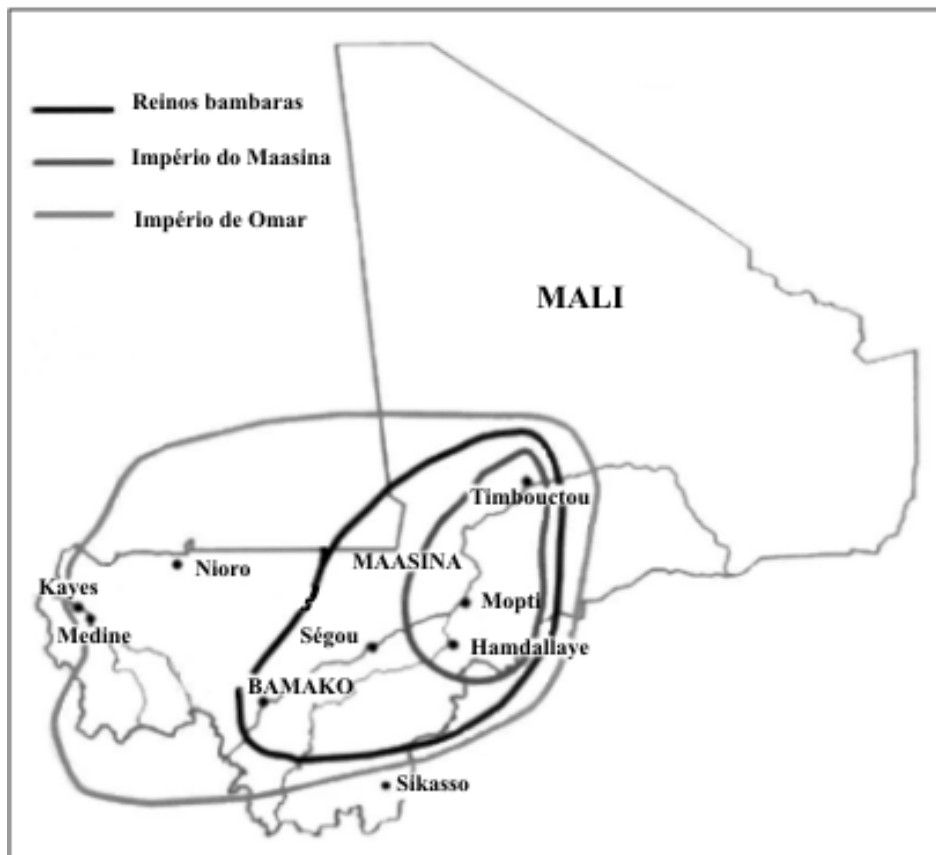 Reinos bambaras
Império do Maasina
Império de Omar
MALI
Timbouctou
MAASINA
Nioro
Kayes
Mopti
Medine
Ségou
Hamdallaye
BAMAKO
Sikasso